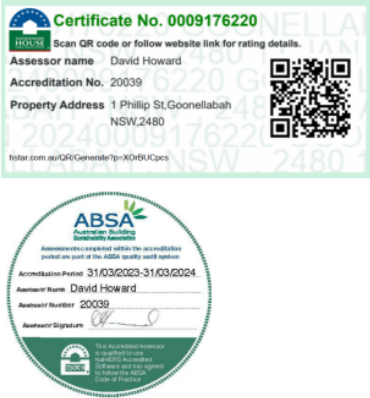 Certificate No. 0009176220
Scan QR code or follow website link for rating details.
Assessor name David Howard
Accreditation No. 20039
Property Address 1 Phillip St,Goonellabah
NSW,2480
hstar.com.au/QR/Generate?p=XOrBUCpcs
HOUSE
ABSA
Australian Building
Sustainability Association
Assessments completed within the accreditation
period are part of the ABSA quality audit system
Accreditation Period 31/03/2023-31/03/2024
Assessor Name David Howard
Assessor Number 20039
Assessor Signature
This Accredited Assessor
is qualified to use
NatHERS Accredited
Software and has agreed
to follow the ABSA
Code of Practice